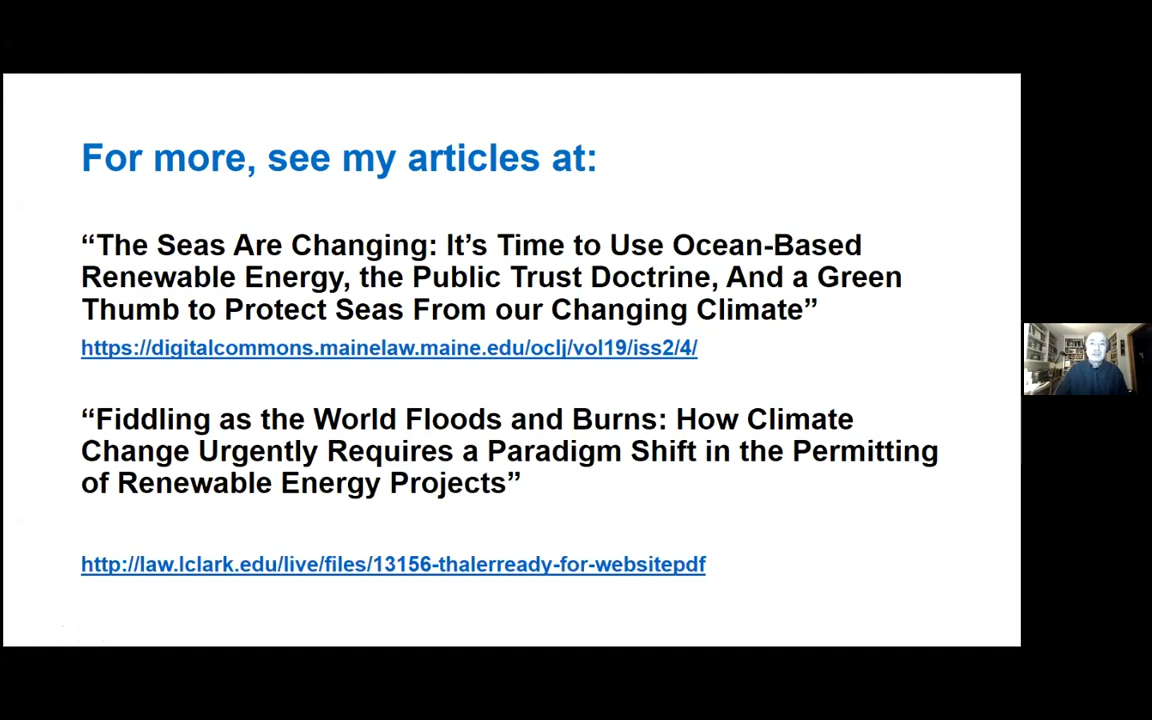 For more, see my articles at:
“The Seas Are Changing: It’s Time to Use Ocean-Based
Renewable Energy, the Public Trust Doctrine, And a Green
Thumb to Protect Seas From our Changing Climate”
https://digitalcommons.mainelaw.maine.edu/oclj/vol19/iss2/4/
“Fiddling as the World Floods and Burns: How Climate
Change Urgently Requires a Paradigm Shift in the Permitting
of Renewable Energy Projects”
http://law.lclark.edu/live/files/13156-thalerready-for-websitepdf